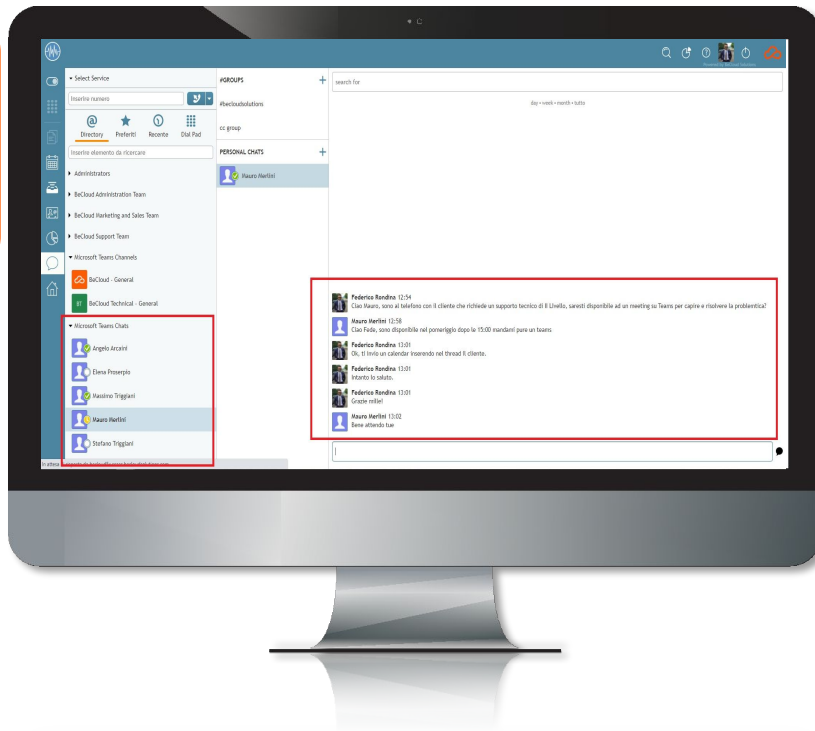 Powered by BeCloud Solutions
Select Service
Inserire numero
Directory
Preferiti
Recente
Dial Pad
Inserire elemento da ricercare
Administrators
BeCloud Administration Team
BeCloud Marketing and Sales Team
BeCloud Support Team
Microsoft Teams Channels
BeCloud - General
BT
BeCloud Technical - General
Microsoft Teams Chats
Angelo Arcaini
Elena Proserpio
Massimo Triggiani
Mauro Merlini
Stefano Triggiani
In attesa
#GROUPS
#becloudsolutions
cc group
PERSONAL CHATS
Mauro Merlini
search for
day • week • month • tutto
Federico Rondina 12:54
Ciao Mauro, sono al telefono con il cliente che richiede un supporto tecnico di II Livello, saresti disponibile ad un meeting su Teams per capire e risolvere la problemtica?
Mauro Merlini 12:58
Ciao Fede, sono disponibile nel pomeriggio dopo le 15:00 mandami pure un teams
Federico Rondina 13:01
Ok, ti invio un calendar inserendo nel thread il cliente.
Federico Rondina 13:01
Intanto lo saluto.
Federico Rondina 13:01
Grazie mille!
Mauro Merlini 13:02
Bene attendo tue